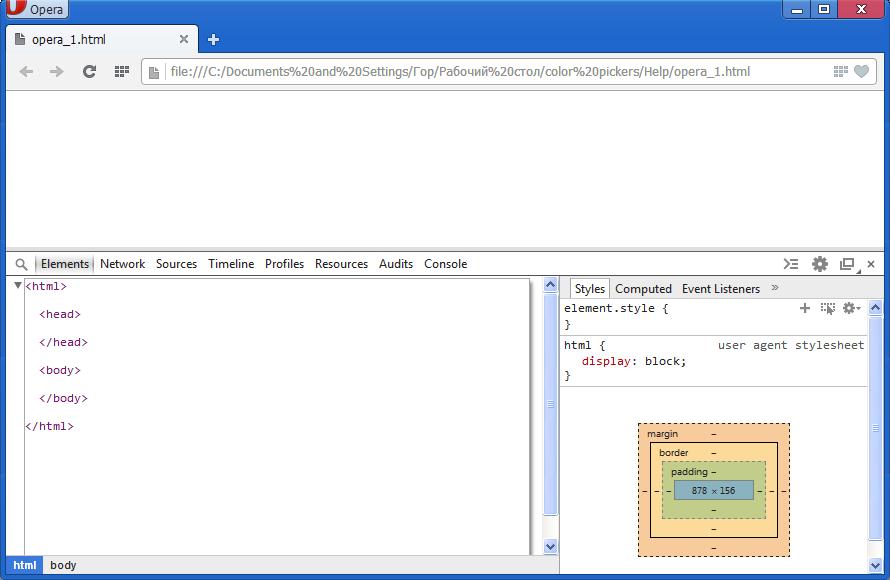 Opera
opera_1.html
file:///C:/Documents%20and%20Settings/Гор/Рабочий%20стол/color%20pickers/Help/opera_1.html
Elements Network Sources Timeline Profiles Resources Audits Console
<html>
<head>
</head>
<body>
</body>
</html>
Styles Computed Event Listeners »
element.style {
}
html { user agent stylesheet
display: block;
}
margin –
border –
padding –
– – – 878 × 156 – – –
–
–
–
html body